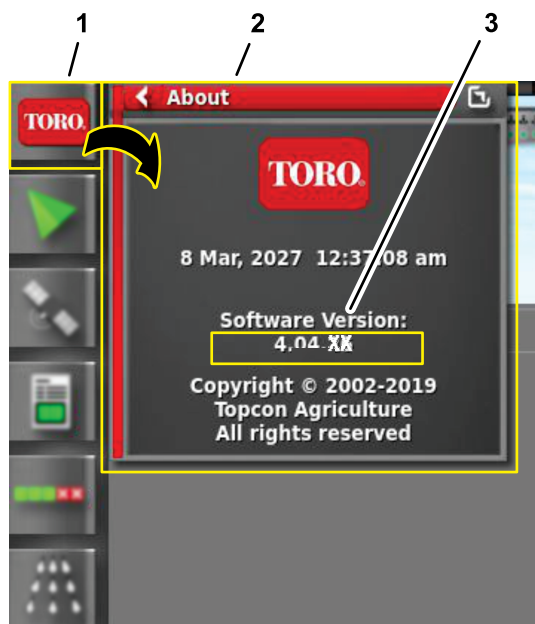 1 2 3
TORO
About
TORO
8 Mar, 2027 12:37:08 am
Software Version:
4.04.XX
Copyright © 2002-2019
Topcon Agriculture
All rights reserved